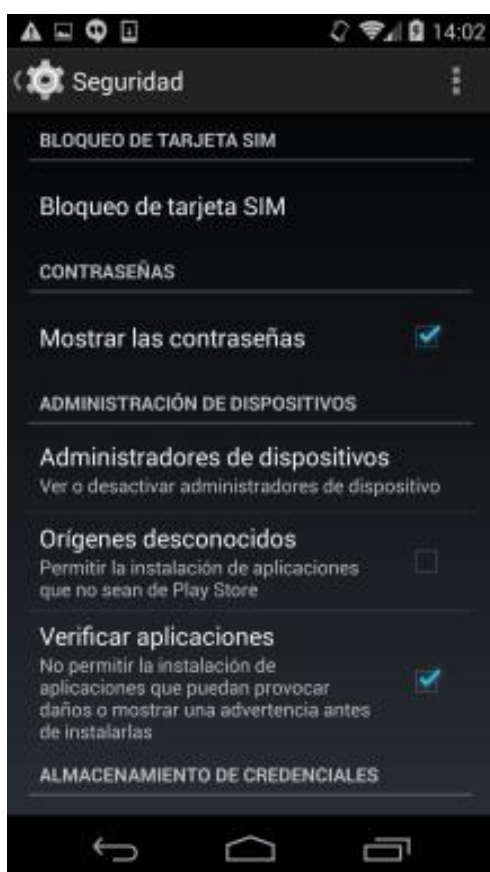 14:02
Seguridad
BLOQUEO DE TARJETA SIM
Bloqueo de tarjeta SIM
CONTRASEÑAS
Mostrar las contraseñas
ADMINISTRACIÓN DE DISPOSITIVOS
Administradores de dispositivos
Ver o desactivar administradores de dispositivo
Orígenes desconocidos
Permitir la instalación de aplicaciones
que no sean de Play Store
Verificar aplicaciones
No permitir la instalación de
aplicaciones que puedan provocar
daños o mostrar una advertencia antes
de instalarlas
ALMACENAMIENTO DE CREDENCIALES